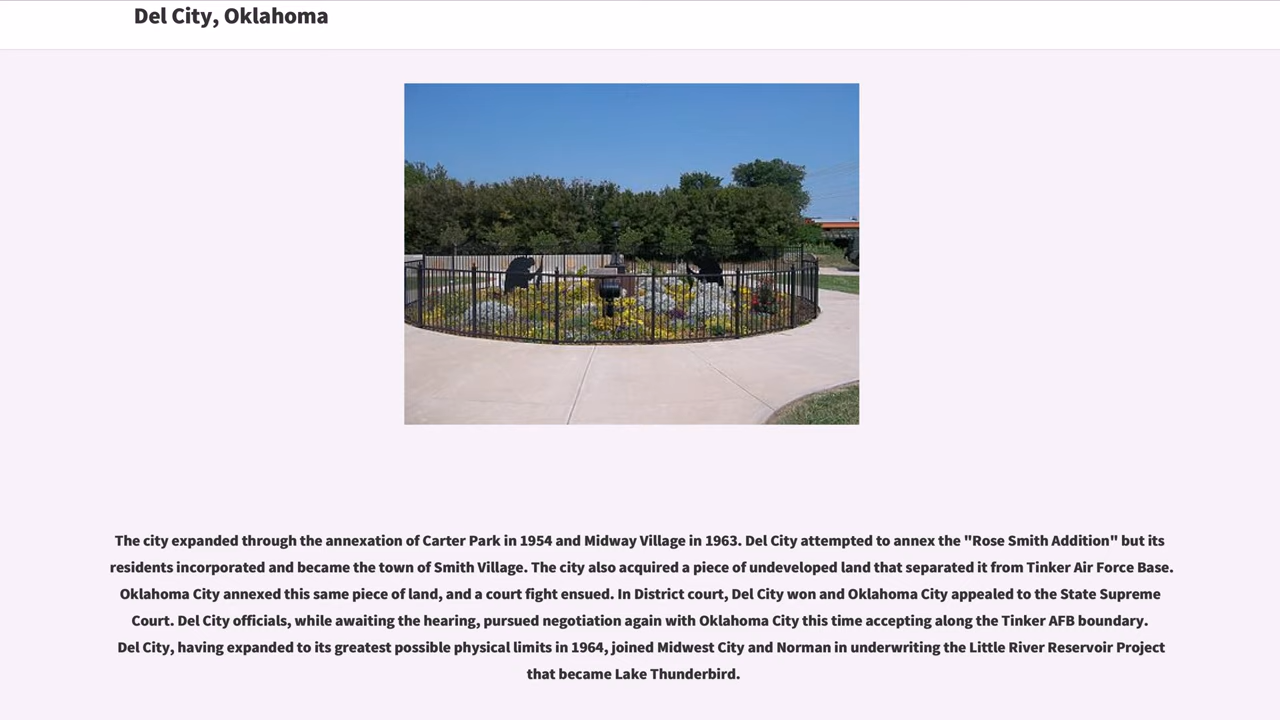 Del City, Oklahoma
The city expanded through the annexation of Carter Park in 1954 and Midway Village in 1963. Del City attempted to annex the "Rose Smith Addition" but its
residents incorporated and became the town of Smith Village. The city also acquired a piece of undeveloped land that separated it from Tinker Air Force Base.
Oklahoma City annexed this same piece of land, and a court fight ensued. In District court, Del City won and Oklahoma City appealed to the State Supreme
Court. Del City officials, while awaiting the hearing, pursued negotiation again with Oklahoma City this time accepting along the Tinker AFB boundary.
Del City, having expanded to its greatest possible physical limits in 1964, joined Midwest City and Norman in underwriting the Little River Reservoir Project
that became Lake Thunderbird.